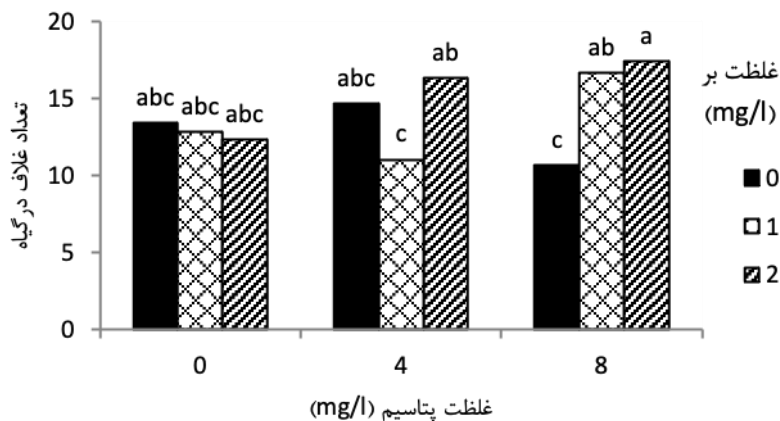 تعداد غلاف در گیاه
20
15
10
5
0
abc abc abc
abc c ab
c ab a
0 4 8
غلظت پتاسیم (mg/l)
غلظت بر
(mg/l)
0
1
2